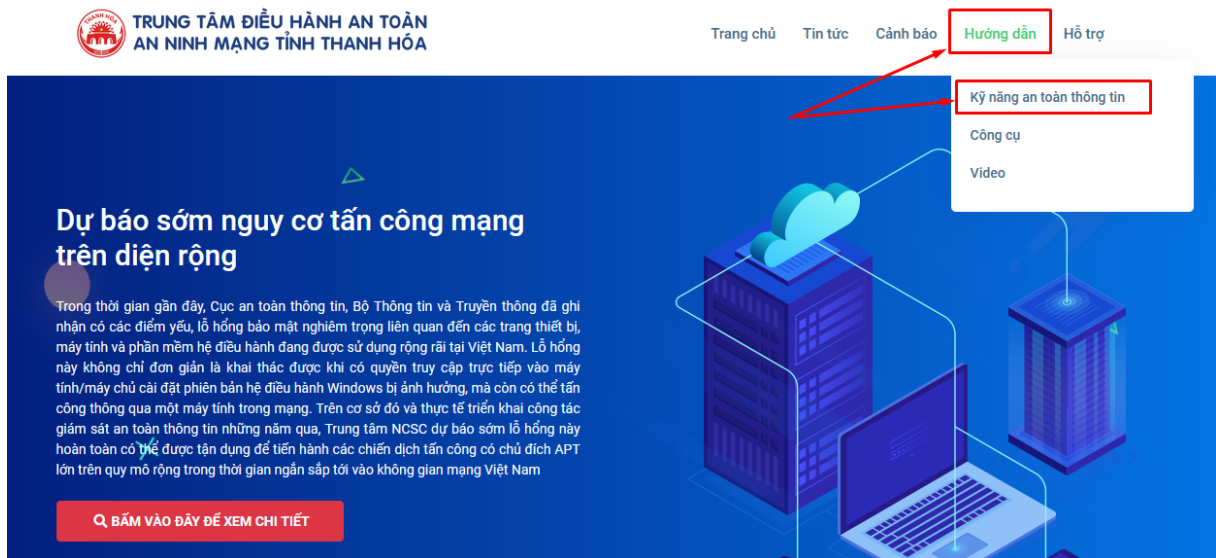 THANH HÓA
TRUNG TÂM ĐIỀU HÀNH AN TOÀN
AN NINH MẠNG TỈNH THANH HÓA
Trang chủ Tin tức Cảnh báo Hướng dẫn Hỗ trợ
Kỹ năng an toàn thông tin
Công cụ
Video
Dự báo sớm nguy cơ tấn công mạng
trên diện rộng
Trong thời gian gần đây, Cục an toàn thông tin, Bộ Thông tin và Truyền thông đã ghi
nhận có các điểm yếu, lỗ hổng bảo mật nghiêm trọng liên quan đến các trang thiết bị,
máy tính và phần mềm hệ điều hành đang được sử dụng rộng rãi tại Việt Nam. Lỗ hổng
này không chỉ đơn giản là khai thác được khi có quyền truy cập trực tiếp vào máy
tính/máy chủ cài đặt phiên bản hệ điều hành Windows bị ảnh hưởng, mà còn có thể tấn
công thông qua một máy tính trong mạng. Trên cơ sở đó và thực tế triển khai công tác
giám sát an toàn thông tin những năm qua, Trung tâm NCSC dự báo sớm lỗ hổng này
hoàn toàn có thể được tận dụng để tiến hành các chiến dịch tấn công có chủ đích APT
lớn trên quy mô rộng trong thời gian ngắn sắp tới vào không gian mạng Việt Nam
BẤM VÀO ĐÂY ĐỂ XEM CHI TIẾT